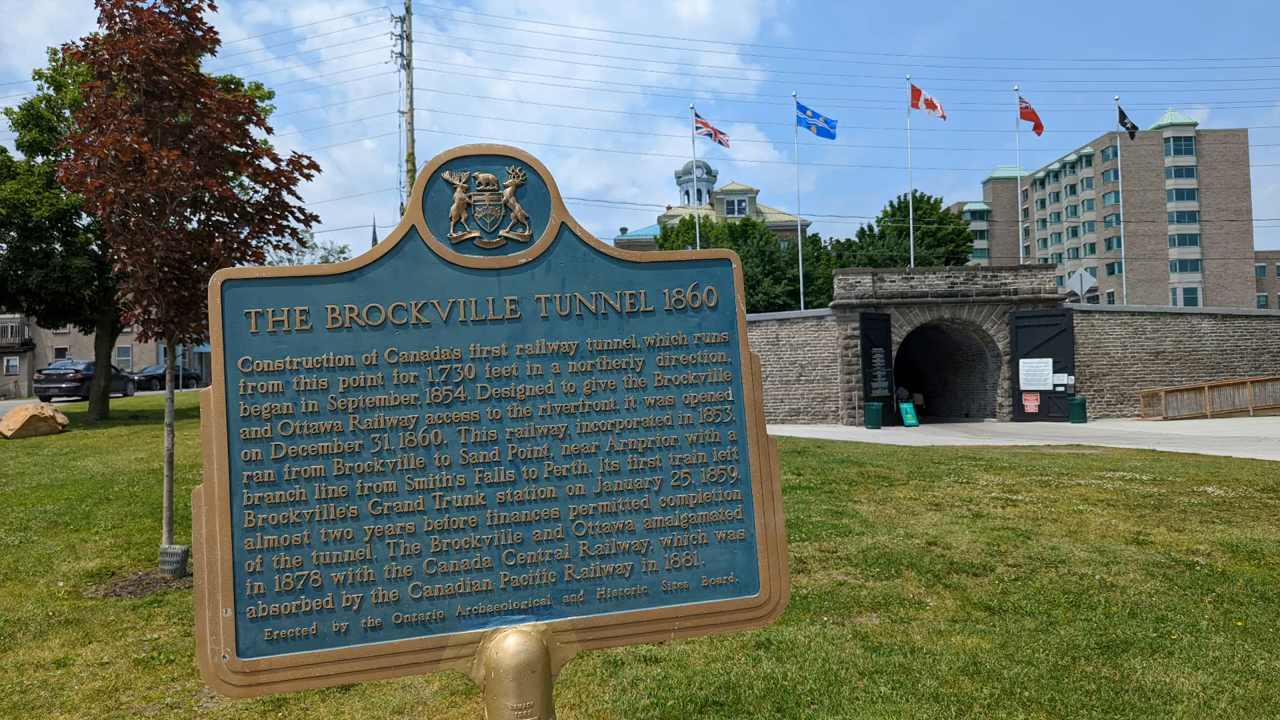 THE BROCKVILLE TUNNEL 1860
Construction of Canada's first railway tunnel, which runs
from this point for 1,730 feet in a northerly direction,
began in September, 1854. Designed to give the Brockville
and Ottawa Railway access to the riverfront, it was opened
on December 31, 1860. This railway, incorporated in 1853,
ran from Brockville to Sand Point, near Arnprior, with a
branch line from Smith's Falls to Perth. Its first train left
Brockville's Grand Trunk station on January 25, 1859,
almost two years before finances permitted completion
of the tunnel. The Brockville and Ottawa amalgamated
in 1878 with the Canada Central Railway, which was
absorbed by the Canadian Pacific Railway in 1881.
Erected by the Ontario Archaeological and Historic Sites Board.